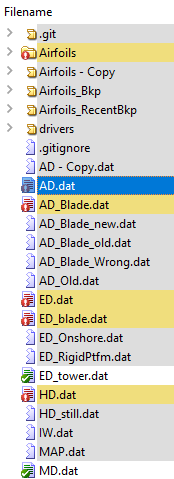 Filename
.git
Airfoils
Airfoils - Copy
Airfoils_Bkp
Airfoils_RecentBkp
drivers
.gitignore
AD - Copy.dat
AD.dat
AD_Blade.dat
AD_Blade_new.dat
AD_Blade_old.dat
AD_Blade_Wrong.dat
AD_Old.dat
ED.dat
ED_blade.dat
ED_Onshore.dat
ED_RigidPtfm.dat
ED_tower.dat
HD.dat
HD_still.dat
IW.dat
MAP.dat
MD.dat